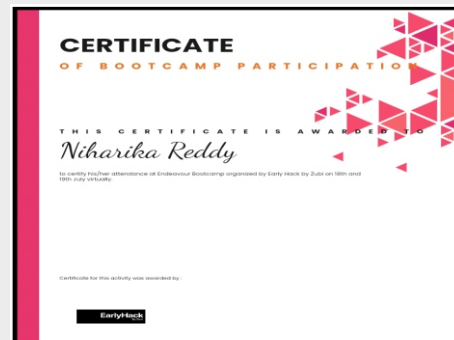 CERTIFICATE
OF BOOTCAMP PARTICIPATION
THIS CERTIFICATE IS AWARDED TO
Niharika Reddy
to certify his/her attendance at Endeavour Bootcamp organized by Early Hack by Zubi on 18th and
19th July virtually.
Certificate for this activity was awarded by :
EarlyHack